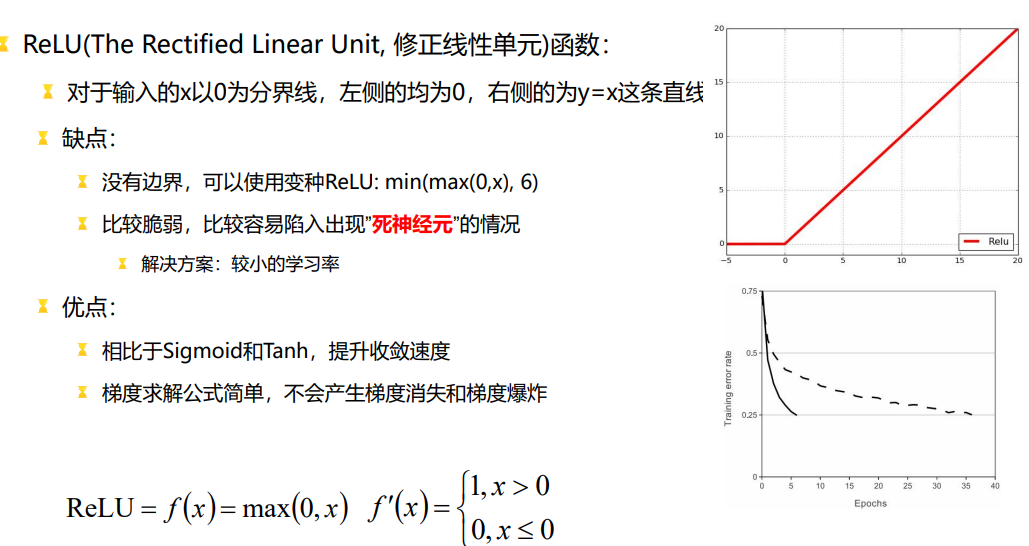 ReLU(The Rectified Linear Unit, 修正线性单元)函数：
对于输入的x以0为分界线，左侧的均为0，右侧的为y=x这条直线
缺点：
没有边界，可以使用变种ReLU: min(max(0,x), 6)
比较脆弱，比较容易陷入出现”死神经元”的情况
解决方案：较小的学习率
优点：
相比于Sigmoid和Tanh，提升收敛速度
梯度求解公式简单，不会产生梯度消失和梯度爆炸
ReLU = f(x) = max(0, x) f′(x) = {1, x > 0
0, x ≤ 0
20
15
10
5
0
−5 0 5 10 15 20
Relu
0.75
0.5
0.25
0
Training error rate
0 5 10 15 20 25 30 35 40
Epochs